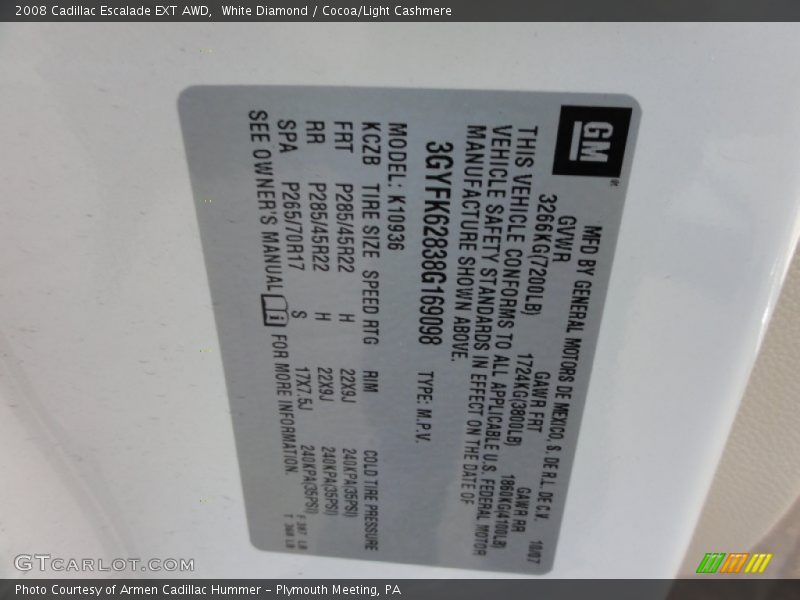 2008 Cadillac Escalade EXT AWD, White Diamond / Cocoa/Light Cashmere
GM
MFD BY GENERAL MOTORS DE MEXICO, S. DE R.L. DE C.V. 10/07
GVWR GAWR FRT GAWR RR
3266KG(7200LB) 1724KG(3800LB) 1860KG(4100LB)
THIS VEHICLE CONFORMS TO ALL APPLICABLE U.S. FEDERAL MOTOR
VEHICLE SAFETY STANDARDS IN EFFECT ON THE DATE OF
MANUFACTURE SHOWN ABOVE.
3GYFK62838G169098 TYPE: M.P.V.
MODEL: K10936
KCZB TIRE SIZE SPEED RTG RIM COLD TIRE PRESSURE
FRT P285/45R22 H 22X9J 240KPA(35PSI)
RR P285/45R22 H 22X9J 240KPA(35PSI)
SPA P265/70R17 S 17X7.5J 240KPA(35PSI)
SEE OWNER'S MANUAL i FOR MORE INFORMATION.
GTCarLot.com
Photo Courtesy of Armen Cadillac Hummer – Plymouth Meeting, PA